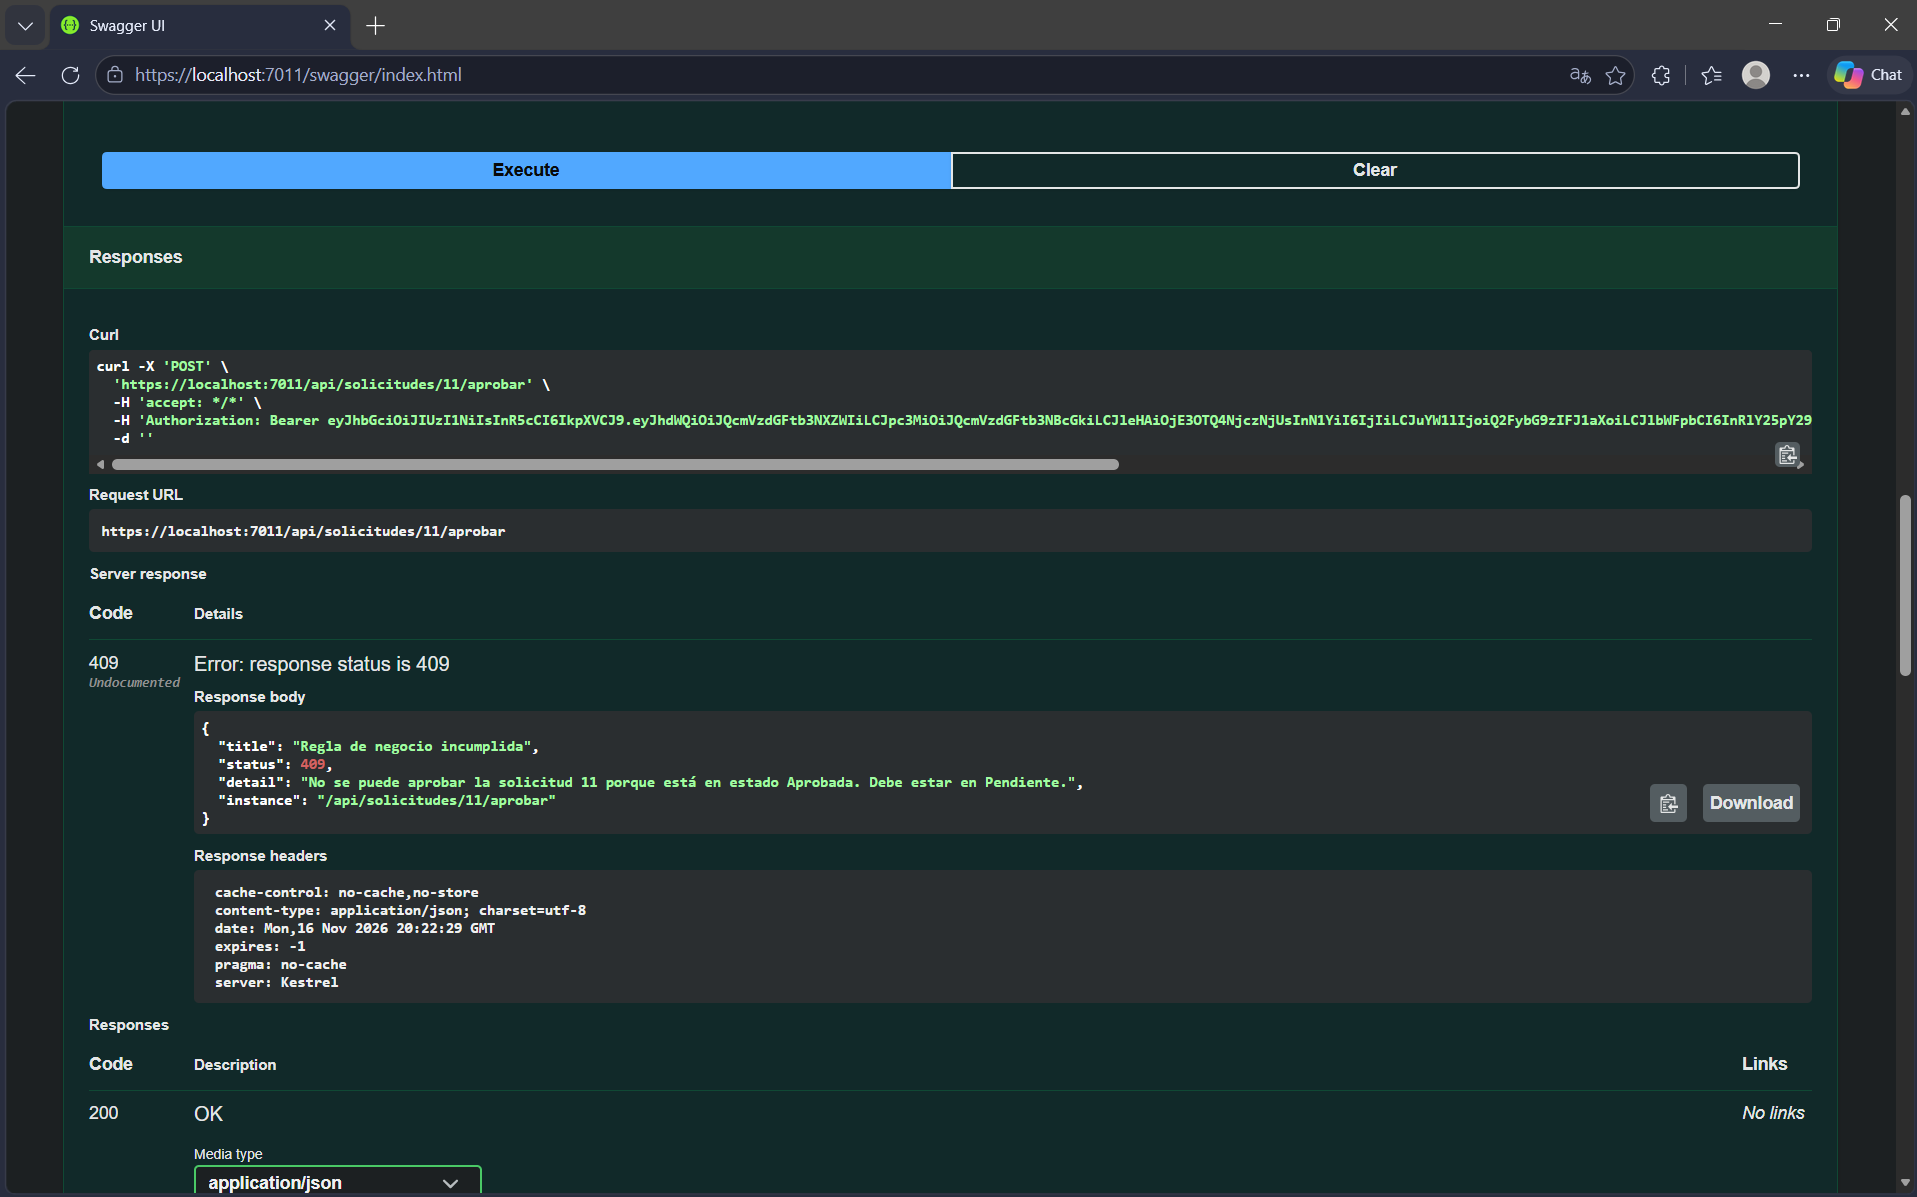 Swagger UI
https://localhost:7011/swagger/index.html
Chat
Execute
Clear
Responses
Curl
curl -X 'POST' \
'https://localhost:7011/api/solicitudes/11/aprobar' \
-H 'accept: */*' \
-H 'Authorization: Bearer eyJhbGciOiJIUzI1NiIsInR5cCI6IkpXVCJ9.eyJhdWQiOiJQcmVzdGFtb3NXZWIiLCJpc3MiOiJQcmVzdGFtb3NBcGkiLCJleHAiOjE3OTQ4NjczNjUsInN1YiI6IjIiLCJuYW1lIjoiQ2FybG9zIFJ1aXoiLCJlbWFpbCI6InRlY25pY29
-d ''
Request URL
https://localhost:7011/api/solicitudes/11/aprobar
Server response
Code Details
409 Error: response status is 409
Undocumented
Response body
{
"title": "Regla de negocio incumplida",
"status": 409,
"detail": "No se puede aprobar la solicitud 11 porque está en estado Aprobada. Debe estar en Pendiente.",
"instance": "/api/solicitudes/11/aprobar"
}
Download
Response headers
cache-control: no-cache,no-store
content-type: application/json; charset=utf-8
date: Mon,16 Nov 2026 20:22:29 GMT
expires: -1
pragma: no-cache
server: Kestrel
Responses
Code Description Links
200 OK No links
Media type
application/json